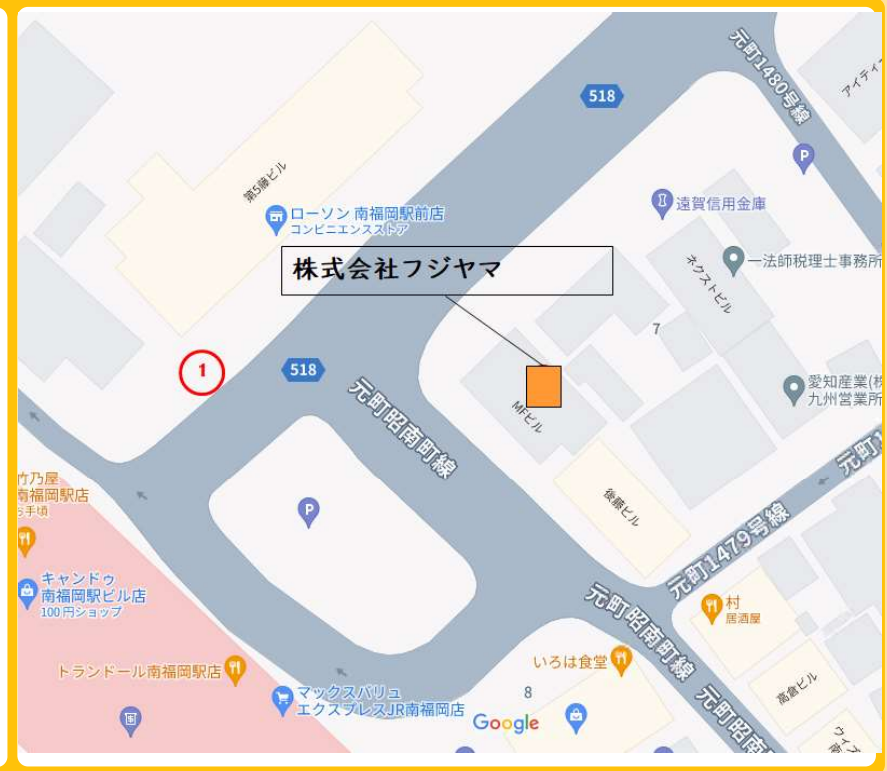 元町1480号線
アイティ
518
P
第5藤ビル
ローソン 南福岡駅前店
コンビニエンスストア
遠賀信用金庫
株式会社フジヤマ
ネクストビル
一法師税理士事務所
7
1
518
愛知産業(株
九州営業所
元町昭南町線
MFビル
元町1
竹乃屋
南福岡駅店
お手頃
後藤ビル
P
元町1479号線
キャンドゥ
南福岡駅ビル店
100 円ショップ
元町昭南町線
村
居酒屋
トランドール南福岡駅店
いろは食堂
高倉ビル
マックスバリュ
エクスプレスJR南福岡店
8
Google
元町昭南
ウィズ
南